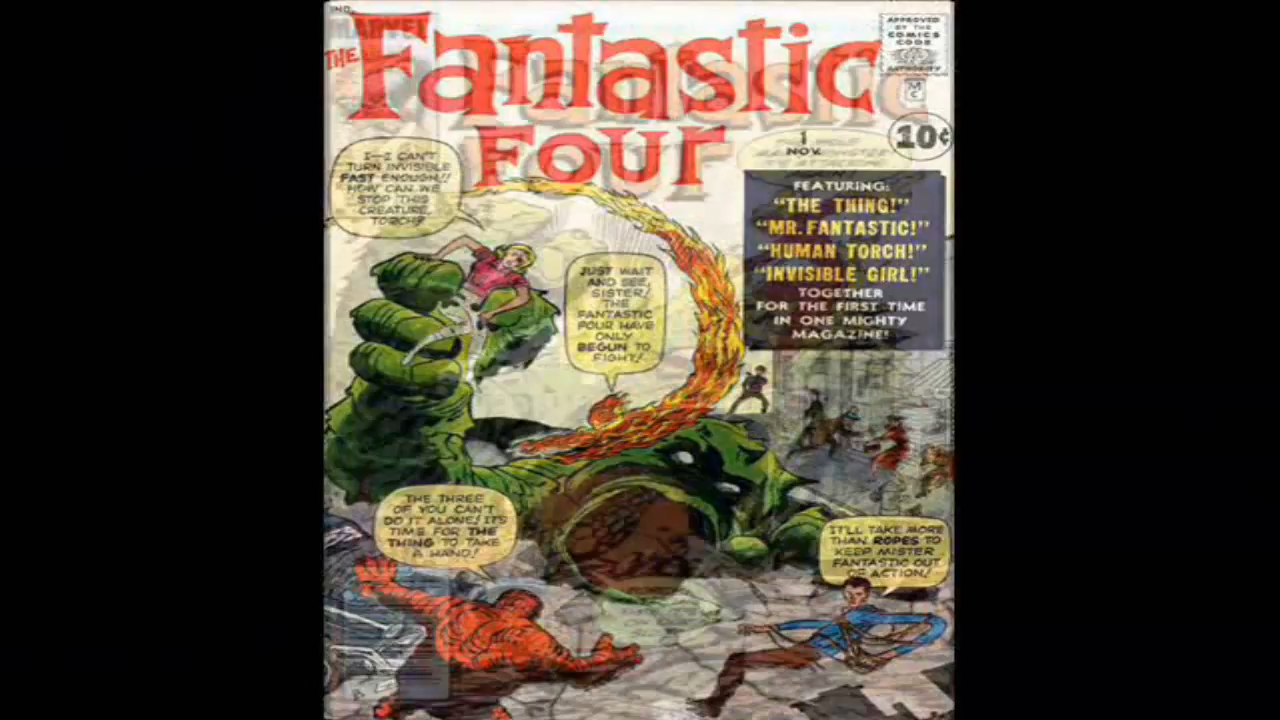 IND.
MARVEL
THE Fantastic
FOUR
APPROVED
BY THE
COMICS
CODE
AUTHORITY
M
C
1
NOV.
10¢
I--I CAN'T
TURN INVISIBLE
FAST ENOUGH!!
HOW CAN WE
STOP THIS
CREATURE,
TORCH?
FEATURING:
"THE THING!"
"MR. FANTASTIC!"
"HUMAN TORCH!"
"INVISIBLE GIRL!"
TOGETHER
FOR THE FIRST TIME
IN ONE MIGHTY
MAGAZINE!
JUST WAIT
AND SEE,
SISTER!
THE
FANTASTIC
FOUR HAVE
ONLY
BEGUN TO
FIGHT!
THE THREE
OF YOU CAN'T
DO IT ALONE! IT'S
TIME FOR THE
THING TO TAKE
A HAND!
IT'LL TAKE MORE
THAN ROPES TO
KEEP MISTER
FANTASTIC OUT
OF ACTION!